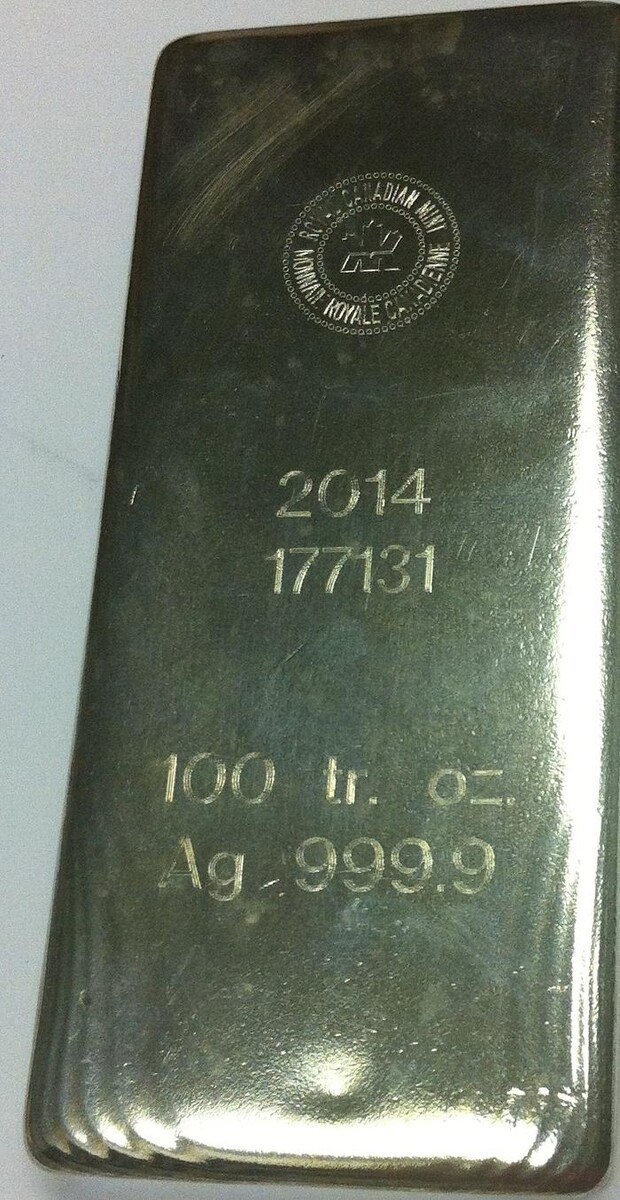 ROYAL CANADIAN MINT
MONNAIE ROYALE CANADIENNE
2014
177131
100 tr. oz.
Ag 999.9